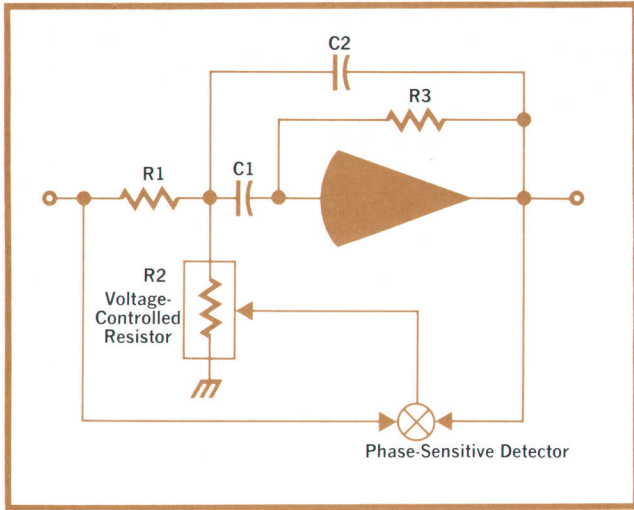 C2
R3
R1
C1
R2
Voltage-
Controlled
Resistor
Phase-Sensitive Detector